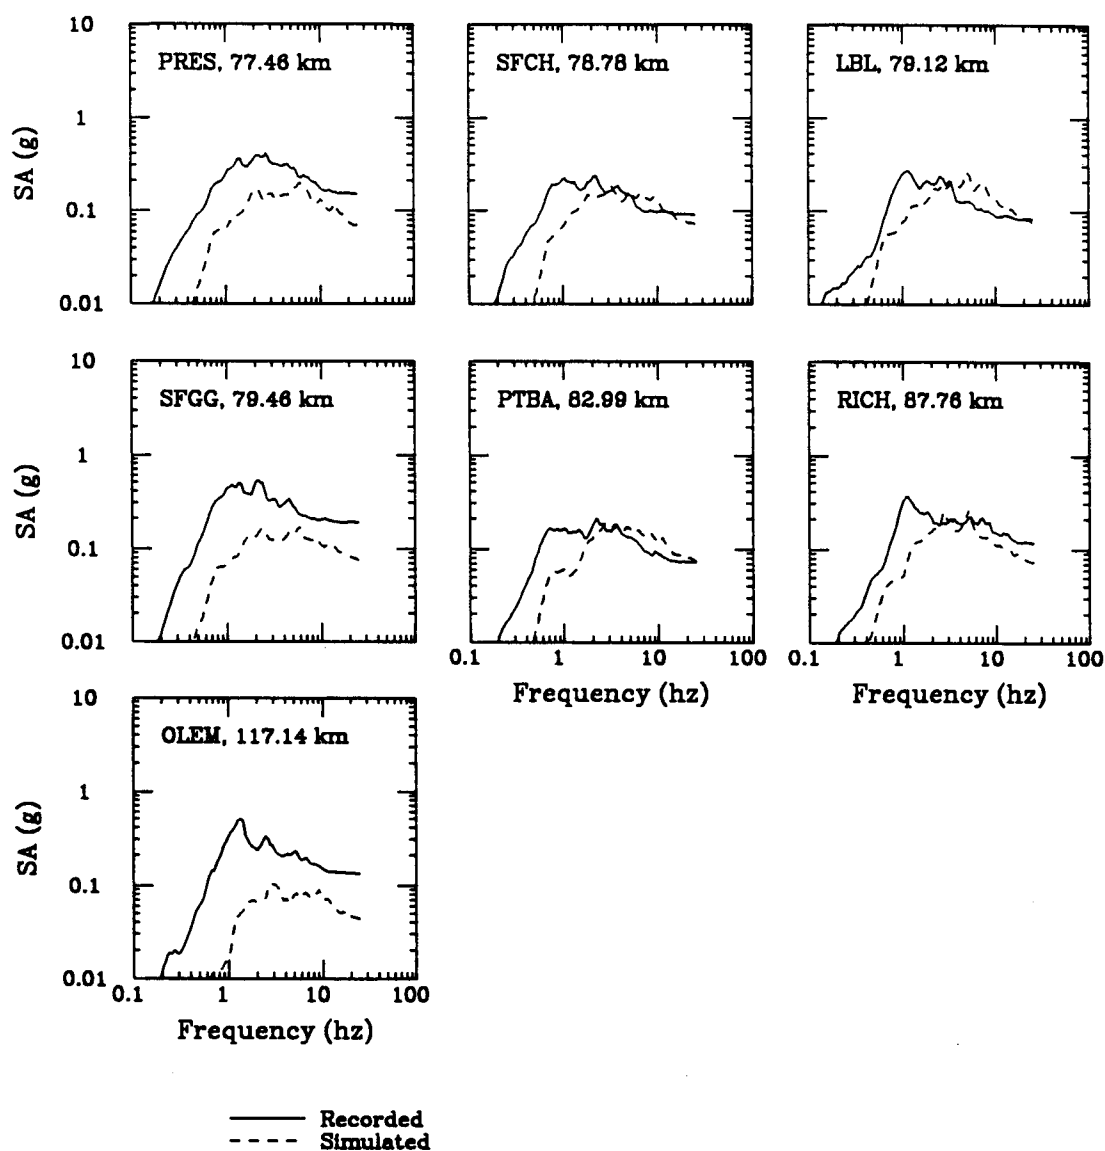 10
PRES, 77.46 km
SFCH, 78.78 km
LBL, 79.12 km
1
SA (g)
0.1
0.01
10
SFGG, 79.46 km
PTBA, 82.99 km
RICH, 87.76 km
1
SA (g)
0.1
0.01
0.1 1 10 100
0.1 1 10 100
Frequency (hz)
Frequency (hz)
10
OLEM, 117.14 km
1
SA (g)
0.1
0.01
0.1 1 10 100
Frequency (hz)
Recorded
Simulated